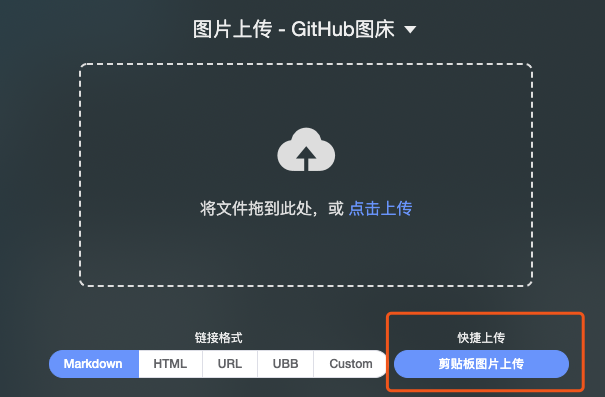 图片上传 - GitHub图床
将文件拖到此处，或 点击上传
链接格式
快捷上传
Markdown HTML URL UBB Custom
剪贴板图片上传